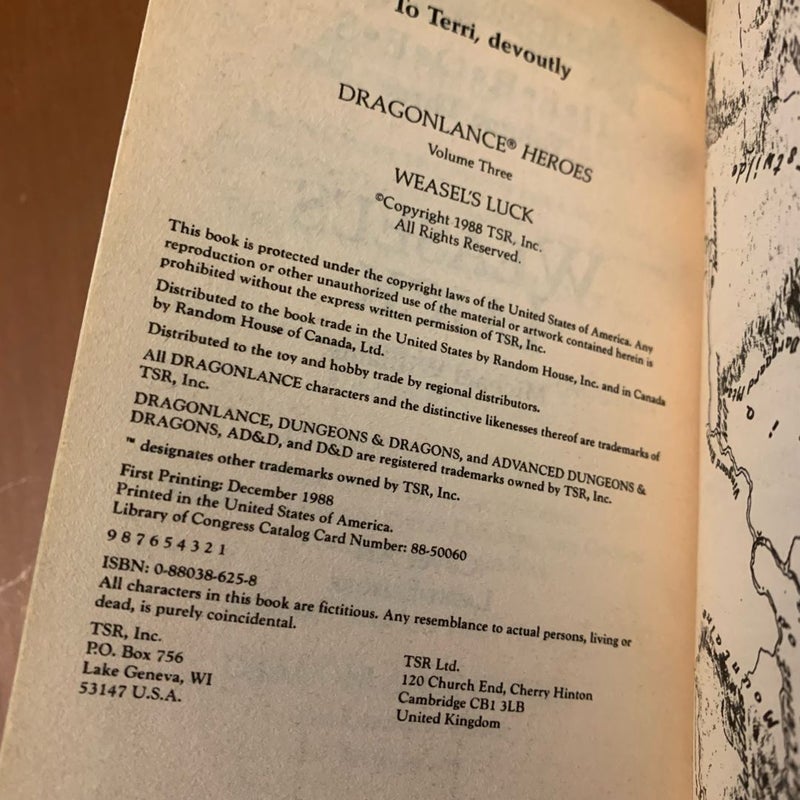 To Terri, devoutly
DRAGONLANCE® HEROES
Volume Three
WEASEL'S LUCK
©Copyright 1988 TSR, Inc.
All Rights Reserved.
This book is protected under the copyright laws of the United States of America. Any
reproduction or other unauthorized use of the material or artwork contained herein is
prohibited without the express written permission of TSR, Inc.
Distributed to the book trade in the United States by Random House, Inc. and in Canada
by Random House of Canada, Ltd.
Distributed to the toy and hobby trade by regional distributors.
All DRAGONLANCE characters and the distinctive likenesses thereof are trademarks of
TSR, Inc.
DRAGONLANCE, DUNGEONS & DRAGONS, and ADVANCED DUNGEONS &
DRAGONS, AD&D, and D&D are registered trademarks owned by TSR, Inc.
™ designates other trademarks owned by TSR, Inc.
First Printing: December 1988
Printed in the United States of America.
Library of Congress Catalog Card Number: 88-50060
9 8 7 6 5 4 3 2 1
ISBN: 0-88038-625-8
All characters in this book are fictitious. Any resemblance to actual persons, living or
dead, is purely coincidental.
TSR, Inc.
P.O. Box 756
Lake Geneva, WI
53147 U.S.A.
TSR Ltd.
120 Church End, Cherry Hinton
Cambridge CB1 3LB
United Kingdom